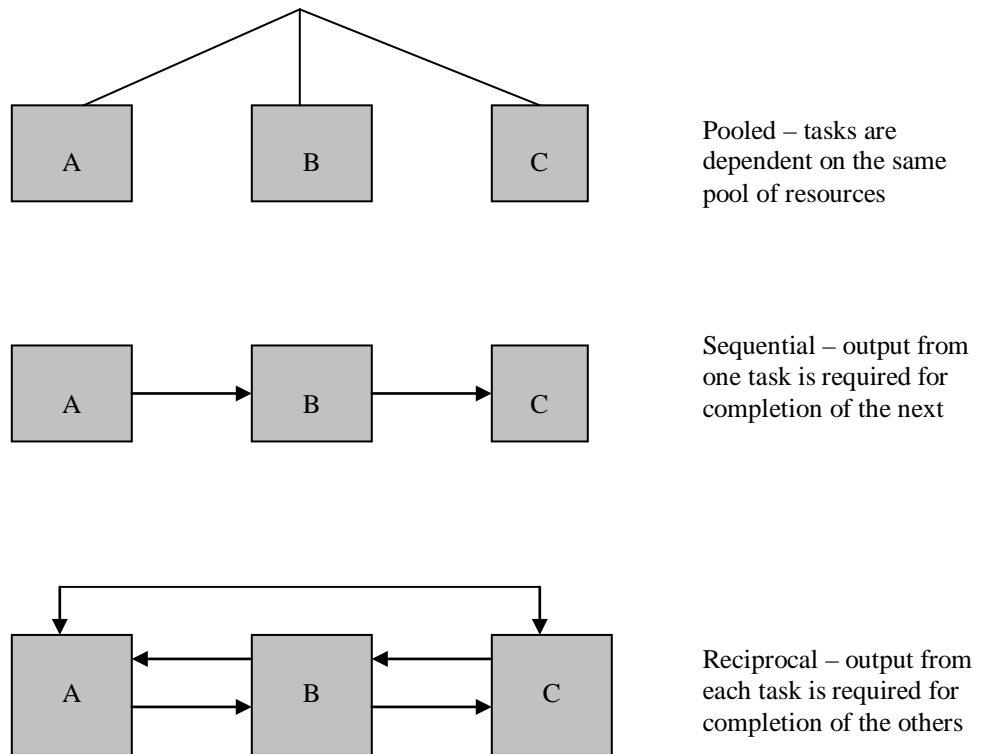 A
B
C
Pooled – tasks are
dependent on the same
pool of resources
A
B
C
Sequential – output from
one task is required for
completion of the next
A
B
C
Reciprocal – output from
each task is required for
completion of the others